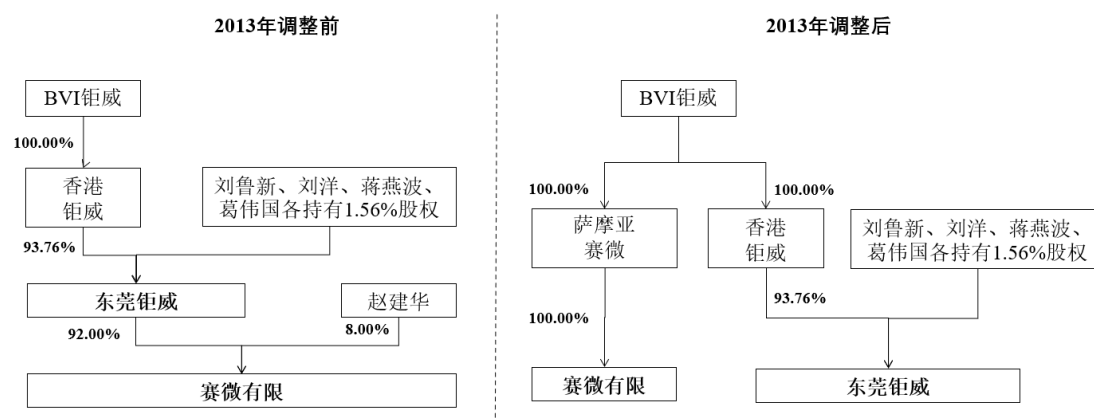 2013年调整前
BVI钜威
100.00%
香港
钜威
刘鲁新、刘洋、蒋燕波、
葛伟国各持有1.56%股权
93.76%
东莞钜威
赵建华
92.00%
8.00%
赛微有限
2013年调整后
BVI钜威
100.00%
100.00%
萨摩亚
赛微
香港
钜威
刘鲁新、刘洋、蒋燕波、
葛伟国各持有1.56%股权
100.00%
93.76%
赛微有限
东莞钜威